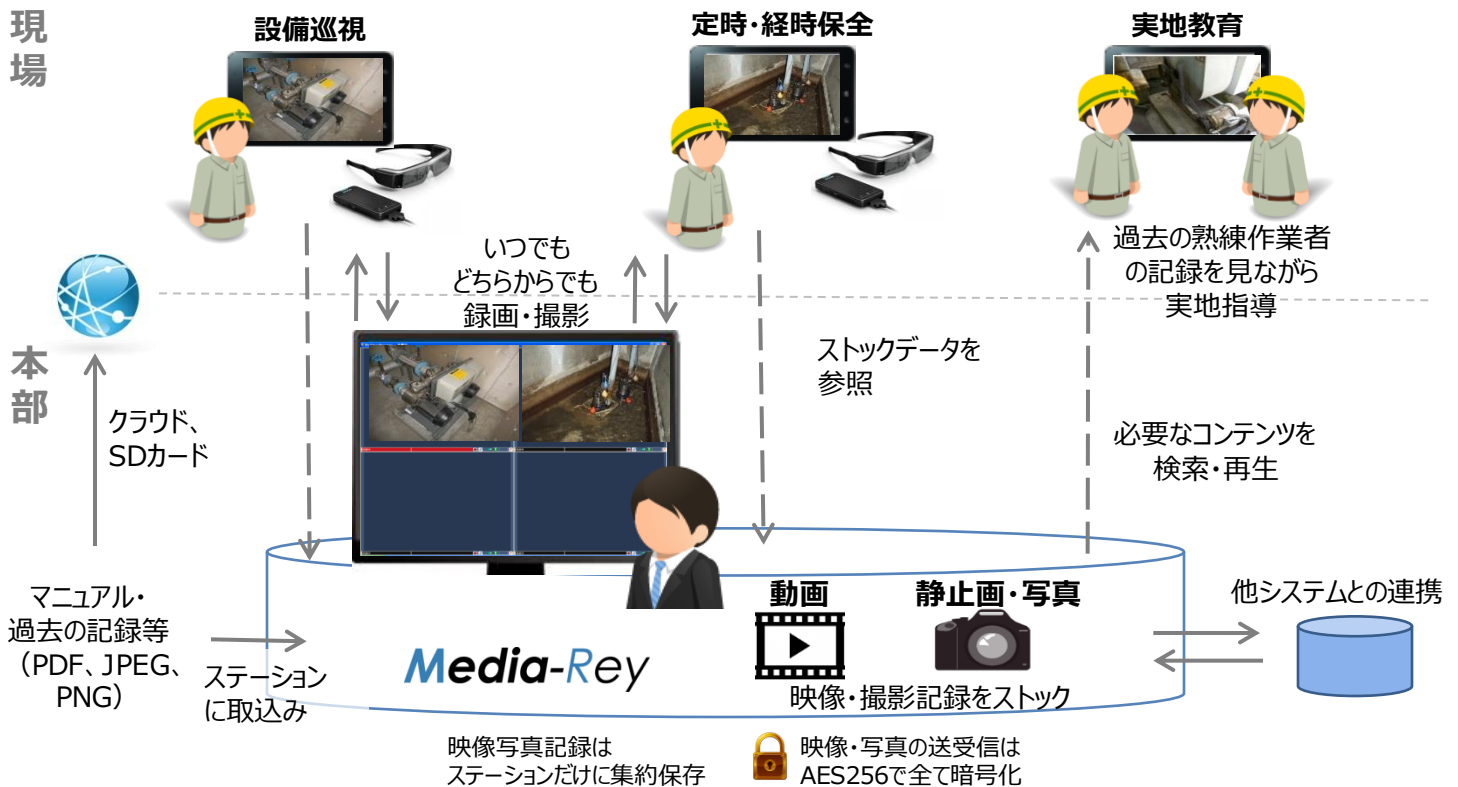 現
場
設備巡視
定時・経時保全
実地教育
いつでも
どちらからでも
録画・撮影
過去の熟練作業者
の記録を見ながら
実地指導
本
部
クラウド、
SDカード
ストックデータを
参照
必要なコンテンツを
検索・再生
マニュアル・
過去の記録等
（PDF、JPEG、
PNG）
ステーション
に取込み
Media-Rey
動画
静止画・写真
映像・撮影記録をストック
他システムとの連携
映像写真記録は
ステーションだけに集約保存
映像・写真の送受信は
AES256で全て暗号化